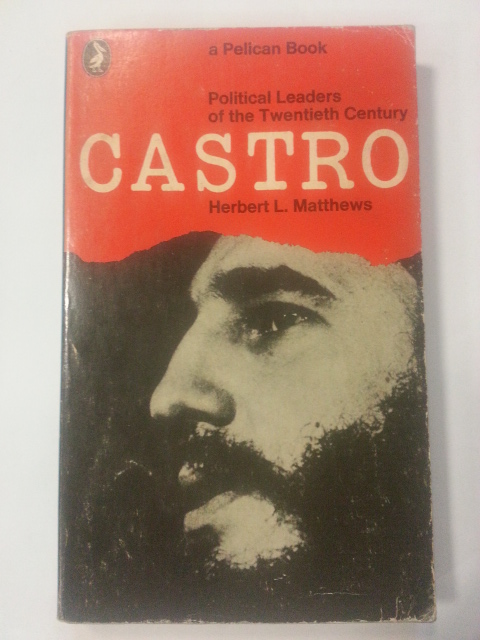 a Pelican Book
Political Leaders
of the Twentieth Century
CASTRO
Herbert L. Matthews